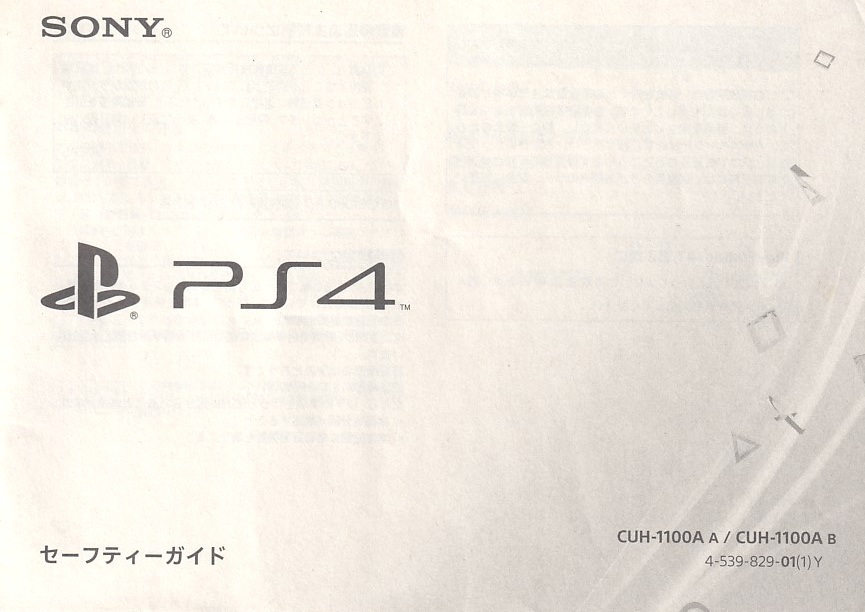 SONY®
PS4™
セーフティーガイド
CUH-1100A A / CUH-1100A B
4-539-829-01(1) Y